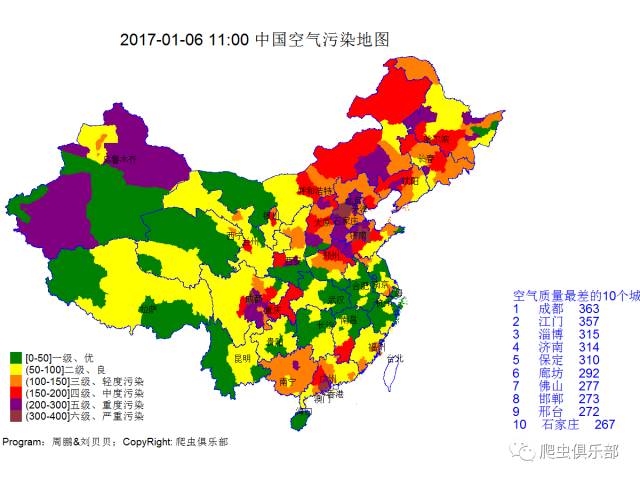 2017-01-06 11:00 中国空气污染地图
乌鲁木齐
哈尔滨
长春
沈阳
呼和浩特
石家庄
太原
济南
银川
西宁
兰州
郑州
西安
合肥
南京
武汉
成都
重庆
南昌
长沙
拉萨
贵阳
昆明
福州
台北
南宁
广州
香港
澳门
海口
[0-50]一级、优
(50-100]二级、良
(100-150]三级、轻度污染
(150-200]四级、中度污染
(200-300]五级、重度污染
(300-400]六级、严重污染
空气质量最差的10个城
1 成都 363
2 江门 357
3 淄博 315
4 济南 314
5 保定 310
6 廊坊 292
7 佛山 277
8 邯郸 273
9 邢台 272
10 石家庄 267
Program：周鹏&刘贝贝；CopyRight: 爬虫俱乐部
爬虫俱乐部